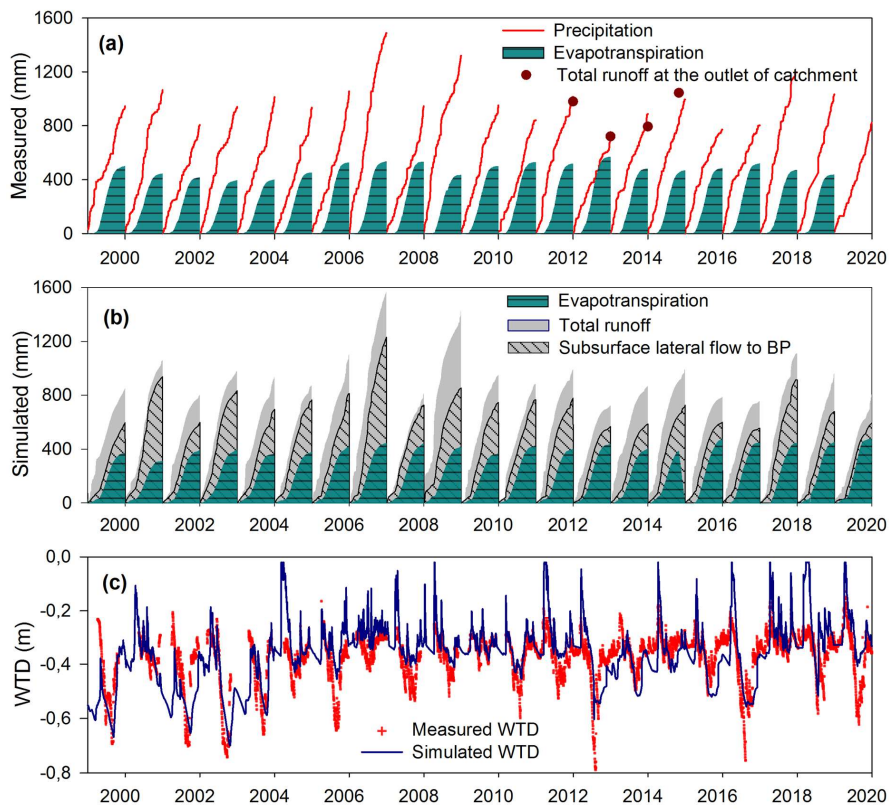 1600
(a)
Precipitation
1200
Evapotranspiration
Total runoff at the outlet of catchment
800
400
0
Measured (mm)
2000 2002 2004 2006 2008 2010 2012 2014 2016 2018 2020
1600
(b)
Evapotranspiration
1200
Total runoff
Subsurface lateral flow to BP
800
400
0
Simulated (mm)
2000 2002 2004 2006 2008 2010 2012 2014 2016 2018 2020
0,0
(c)
-0,2
-0,4
-0,6
Measured WTD
Simulated WTD
-0,8
WTD (m)
2000 2002 2004 2006 2008 2010 2012 2014 2016 2018 2020